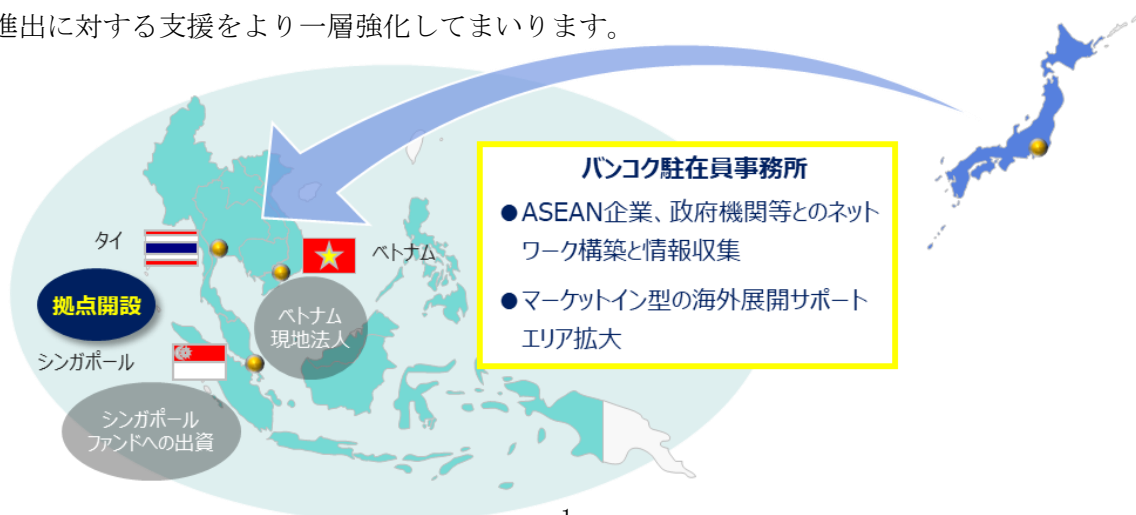 進出に対する支援をより一層強化してまいります。
バンコク駐在員事務所
●ASEAN企業、政府機関等とのネット
ワーク構築と情報収集
●マーケットイン型の海外展開サポート
エリア拡大
タイ
ベトナム
拠点開設
ベトナム
現地法人
シンガポール
シンガポール
ファンドへの出資